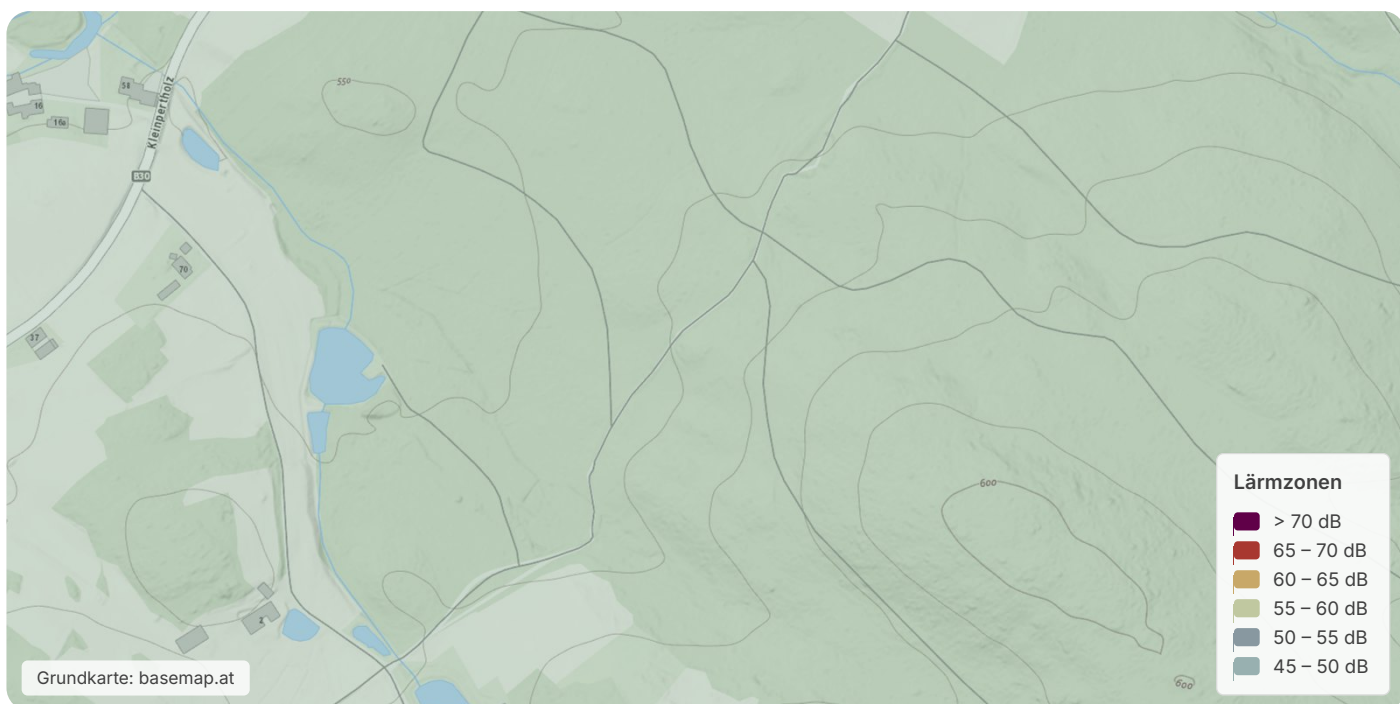 550
58
16
16a
Kleinpertholz
B30
70
37
600
2
600
Lärmzonen
> 70 dB
65 – 70 dB
60 – 65 dB
55 – 60 dB
50 – 55 dB
45 – 50 dB
Grundkarte: basemap.at